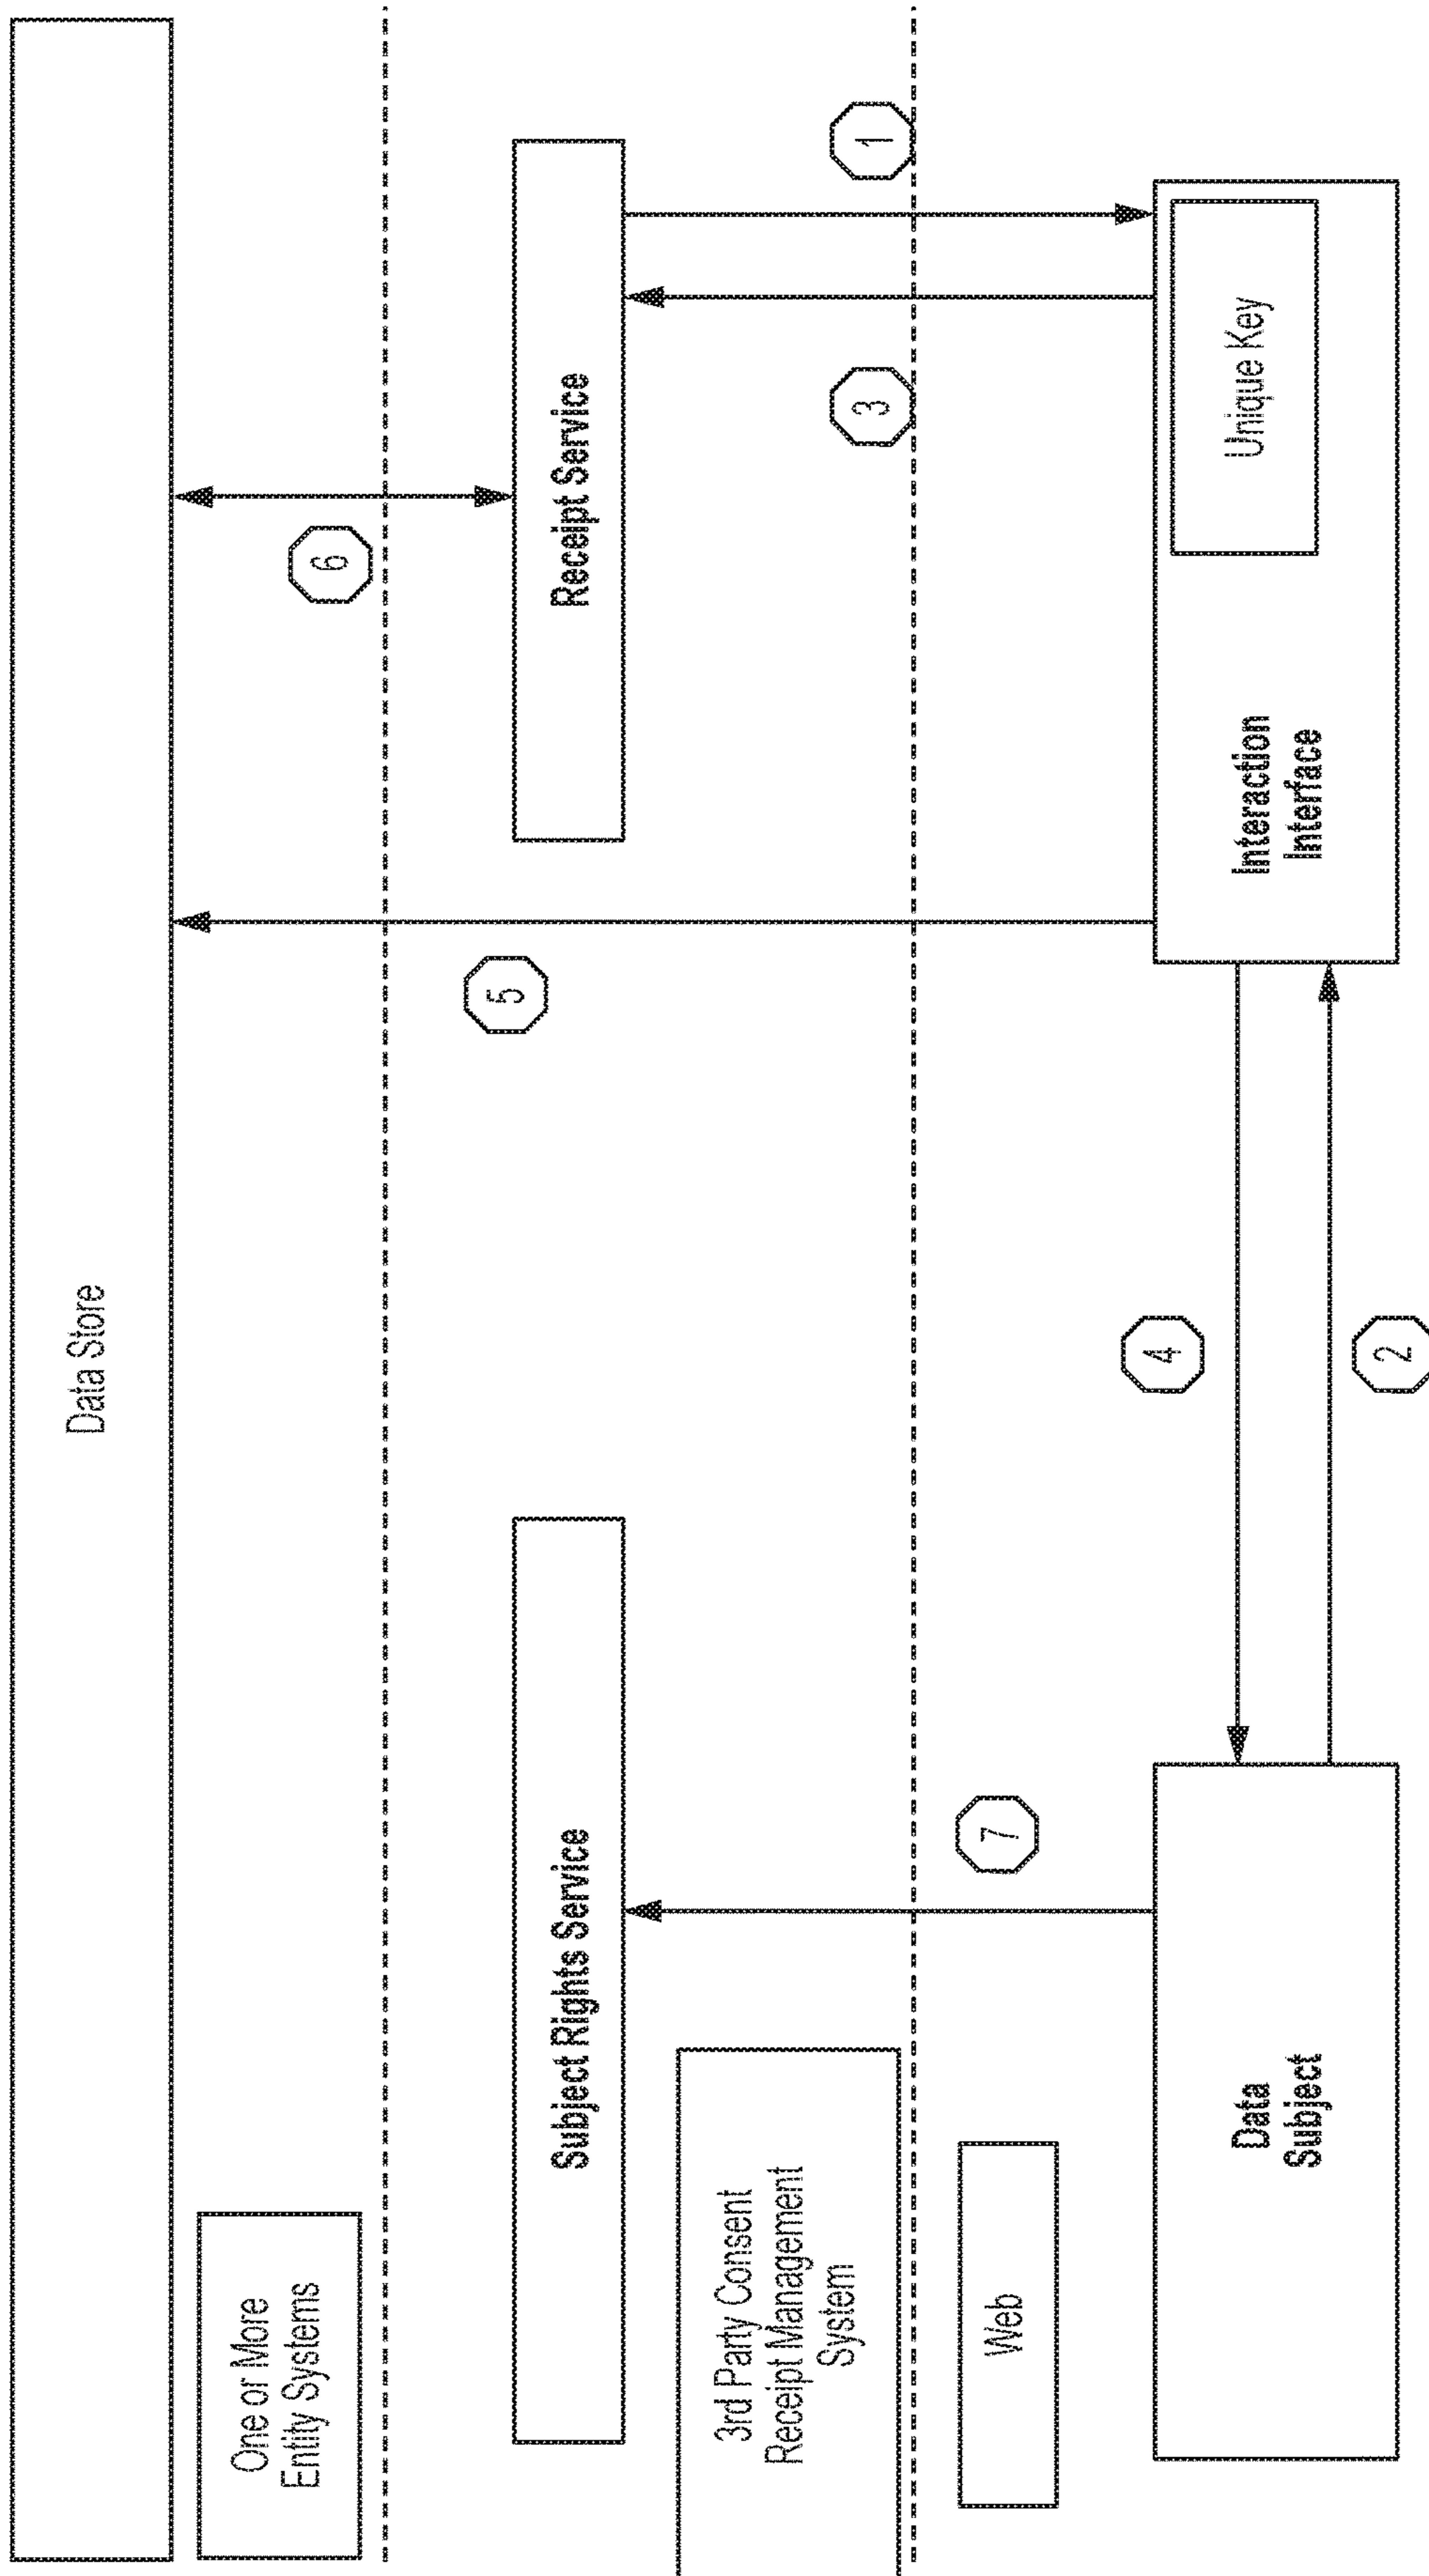 Data Store
One or More
Entity Systems
6
5
Subject Rights Service
Receipt Service
3rd Party Consent
Receipt Management
System
3
1
Web
7
4
2
Data
Subject
Interaction
Interface
Unique Key